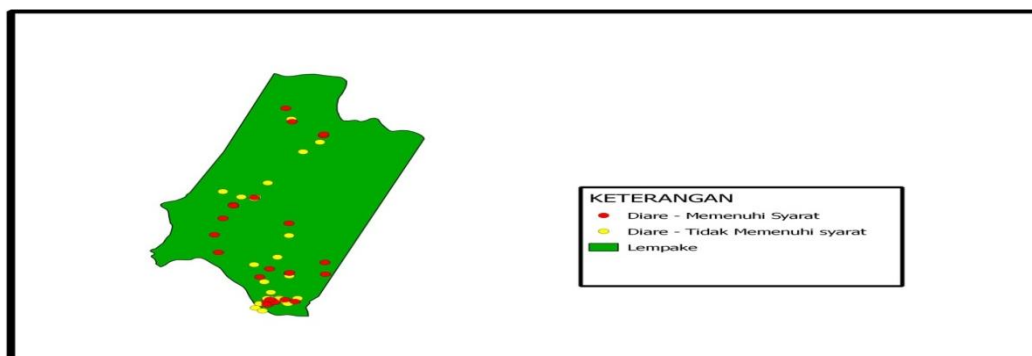 KETERANGAN
Diare - Memenuhi Syarat
Diare - Tidak Memenuhi syarat
Lempake